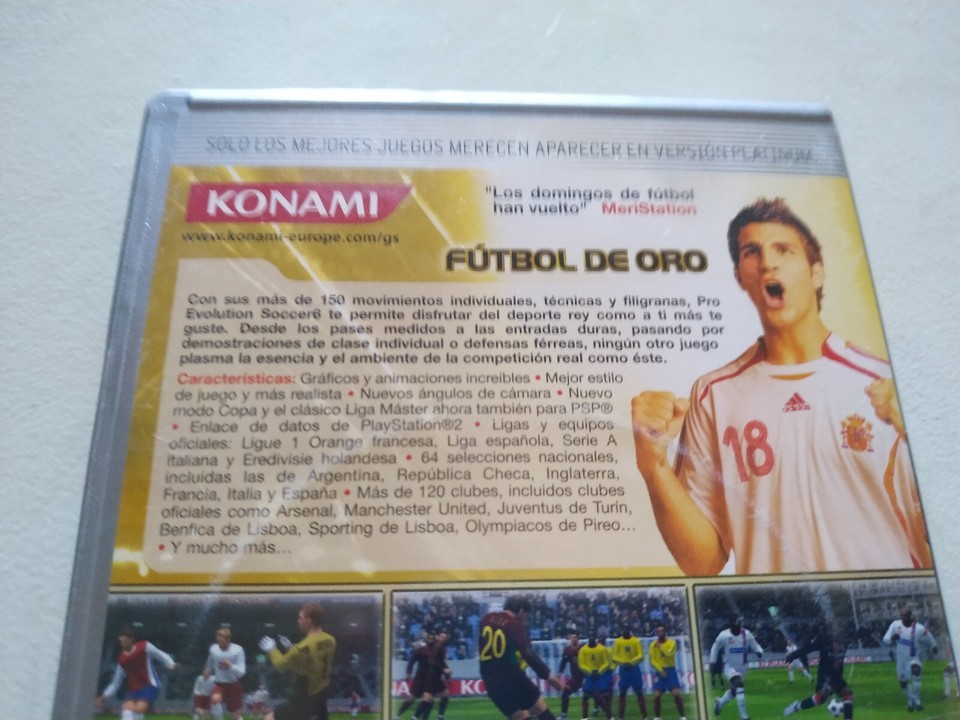 SOLO LOS MEJORES JUEGOS MERECEN APARECER EN VERSIÓN PLATINUM.
KONAMI
www.konami-europe.com/gs
"Los domingos de fútbol
han vuelto" MeriStation
FÚTBOL DE ORO
Con sus más de 150 movimientos individuales, técnicas y filigranas, Pro
Evolution Soccer6 te permite disfrutar del deporte rey como a ti más te
guste. Desde los pases medidos a las entradas duras, pasando por
demostraciones de clase individual o defensas férreas, ningún otro juego
plasma la esencia y el ambiente de la competición real como éste.
Características: Gráficos y animaciones increíbles • Mejor estilo
de juego y más realista • Nuevos ángulos de cámara • Nuevo
modo Copa y el clásico Liga Máster ahora también para PSP®
• Enlace de datos de PlayStation®2 • Ligas y equipos
oficiales: Ligue 1 Orange francesa, Liga española, Serie A
italiana y Eredivisie holandesa • 64 selecciones nacionales,
incluidas las de Argentina, República Checa, Inglaterra,
Francia, Italia y España • Más de 120 clubes, incluidos clubes
oficiales como Arsenal, Manchester United, Juventus de Turín,
Benfica de Lisboa, Sporting de Lisboa, Olympiacos de Pireo...
• Y mucho más...
18
20